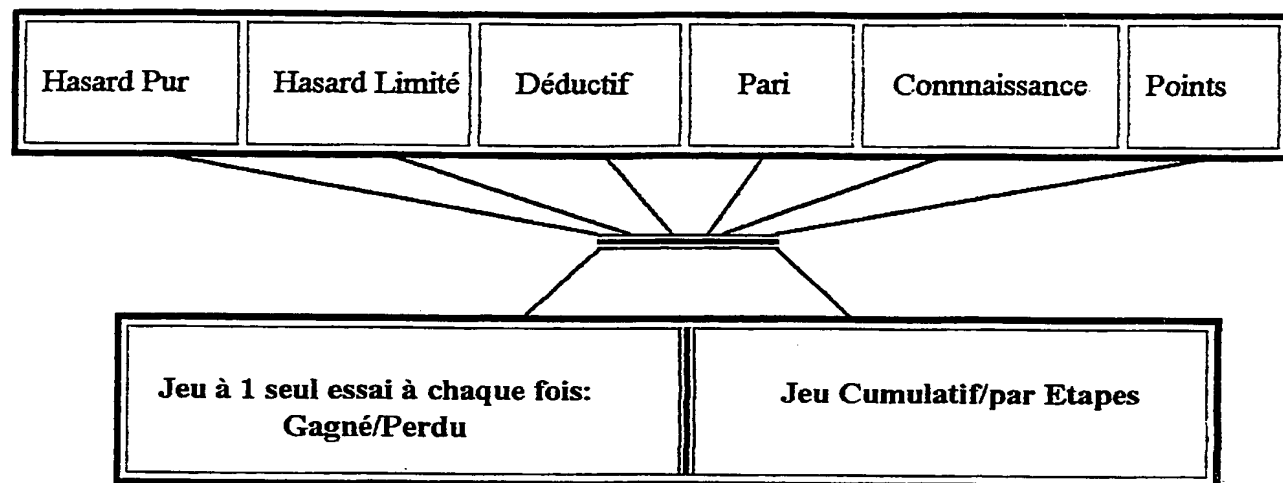 Hasard Pur
Hasard Limité
Déductif
Pari
Connnaissance
Points
Jeu à 1 seul essai à chaque fois:
Gagné/Perdu
Jeu Cumulatif/par Etapes